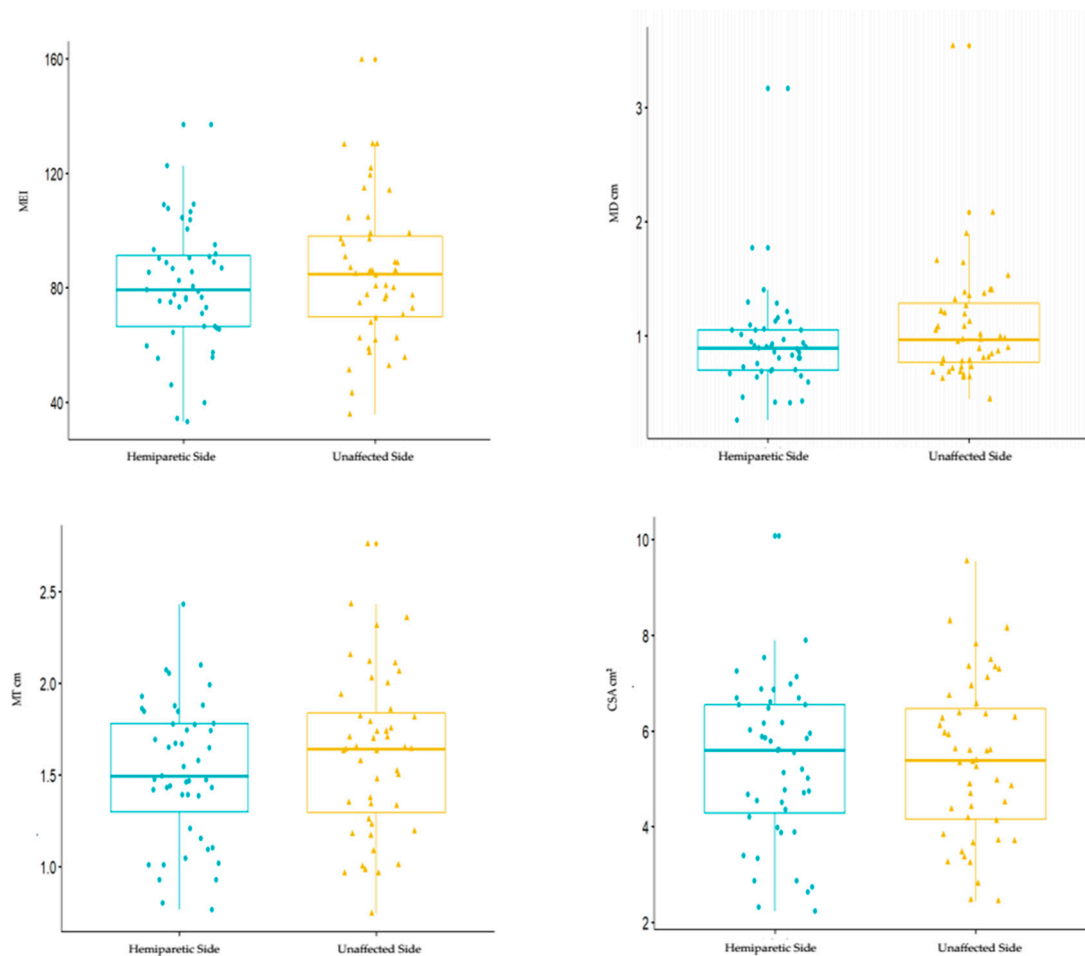 160
120
80
40
MEI
Hemiparetic Side
Unaffected Side
3
2
1
MD cm
Hemiparetic Side
Unaffected Side
2.5
2.0
1.5
1.0
MT cm
Hemiparetic Side
Unaffected Side
10
8
6
4
2
CSA cm²
Hemiparetic Side
Unaffected Side